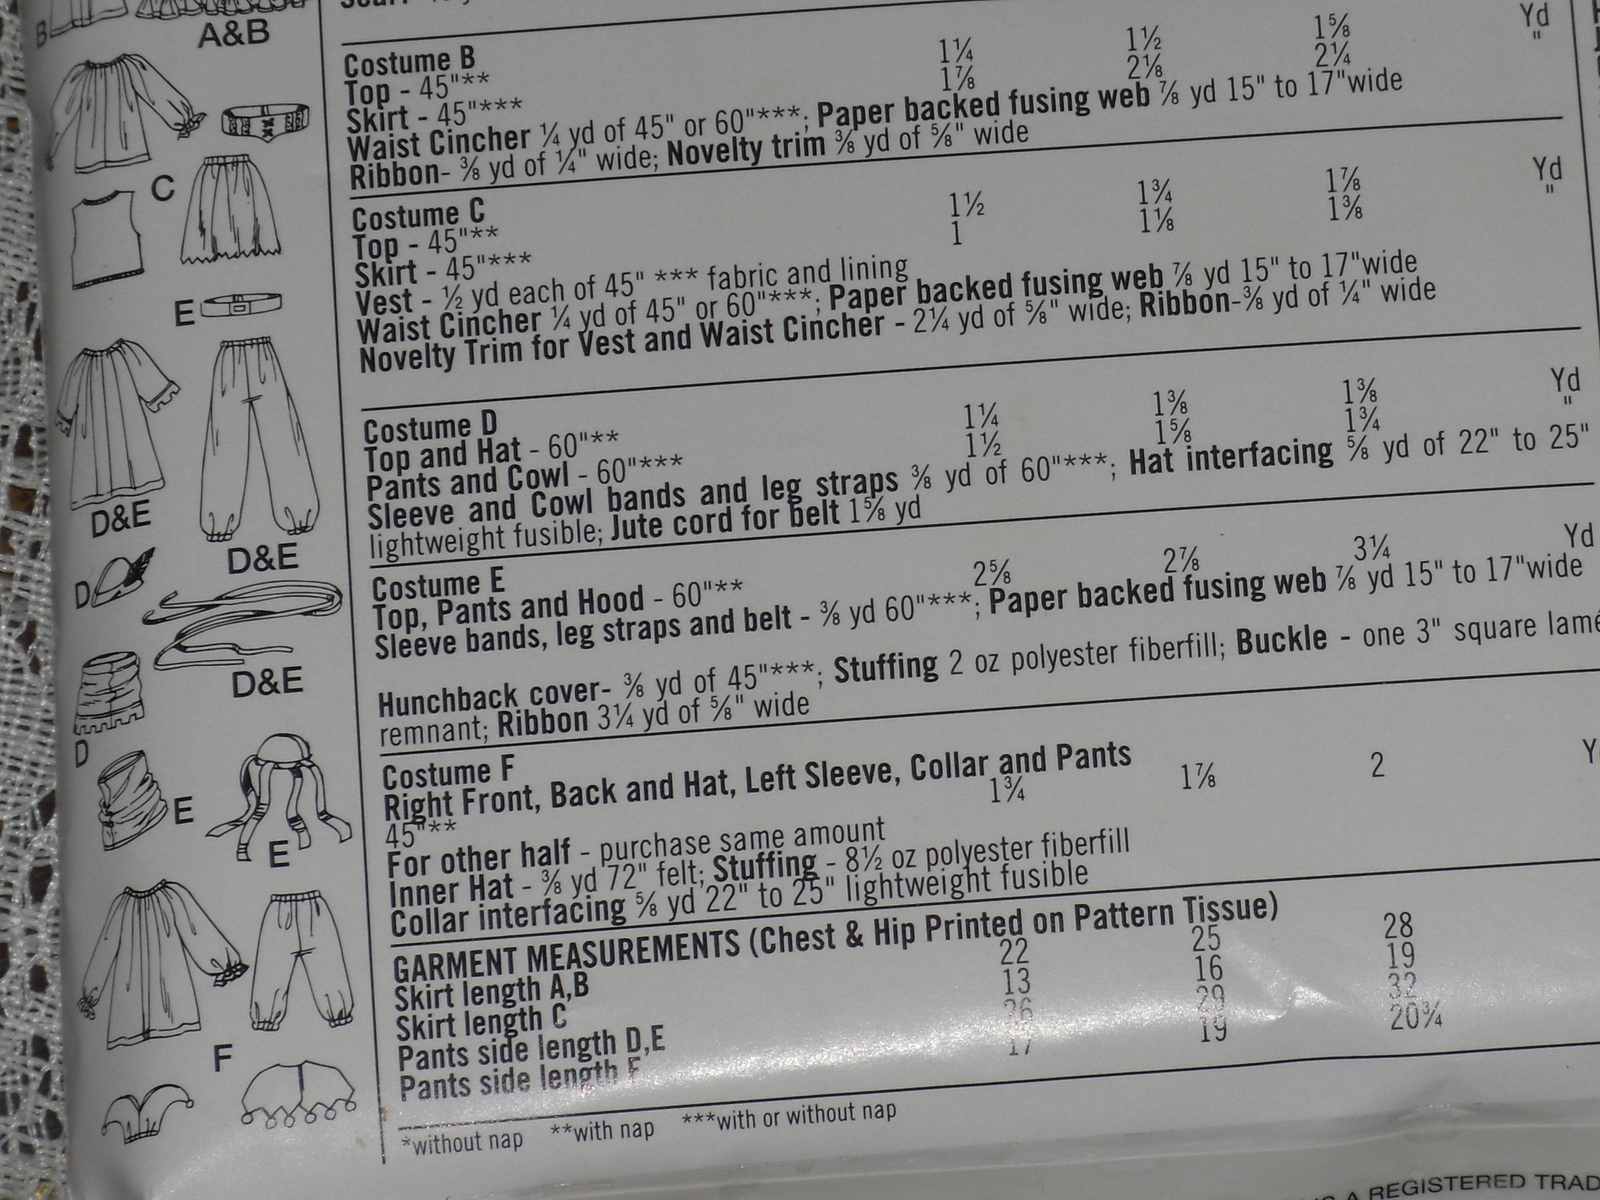 B
A&B
Costume B
Top - 45"** 1¼ 1½ 1⅝ Yd
Skirt - 45"*** 1⅞ 2⅛ 2¼ "
Waist Cincher ¼ yd of 45" or 60"***; Paper backed fusing web ⅞ yd 15" to 17"wide
Ribbon- ⅜ yd of ¼" wide; Novelty trim ⅜ yd of ⅝" wide
C
Costume C
Top - 45"** 1½ 1¾ 1⅞ Yd
Skirt - 45"*** 1 1⅛ 1⅜ "
Vest - ½ yd each of 45" *** fabric and lining
Waist Cincher ¼ yd of 45" or 60"***; Paper backed fusing web ⅞ yd 15" to 17"wide
Novelty Trim for Vest and Waist Cincher - 2¼ yd of ⅝" wide; Ribbon-⅜ yd of ¼" wide
E
Costume D
Top and Hat - 60"** 1¼ 1⅜ 1⅜ Yd
Pants and Cowl - 60"*** 1½ 1⅝ 1¾ "
Sleeve and Cowl bands and leg straps ⅜ yd of 60"***; Hat interfacing ⅝ yd of 22" to 25"
lightweight fusible; Jute cord for belt 1⅝ yd
D&E
D&E
D
Costume E
Top, Pants and Hood - 60"** 2⅝ 2⅞ 3¼ Yd
Sleeve bands, leg straps and belt - ⅜ yd 60"***; Paper backed fusing web ⅞ yd 15" to 17"wide
Hunchback cover- ⅜ yd of 45"***; Stuffing 2 oz polyester fiberfill; Buckle - one 3" square lamé
remnant; Ribbon 3¼ yd of ⅝" wide
D&E
D
E
E
Costume F
Right Front, Back and Hat, Left Sleeve, Collar and Pants
45"** 1¾ 1⅞ 2
For other half - purchase same amount
Inner Hat - ⅜ yd 72" felt; Stuffing - 8½ oz polyester fiberfill
Collar interfacing ⅝ yd 22" to 25" lightweight fusible
F
GARMENT MEASUREMENTS (Chest & Hip Printed on Pattern Tissue)
Skirt length A,B 22 25 28
Skirt length C 13 16 19
Pants side length D,E 26 29 32
Pants side length F 17 19 20¾
*without nap **with nap ***with or without nap
A REGISTERED TRAD